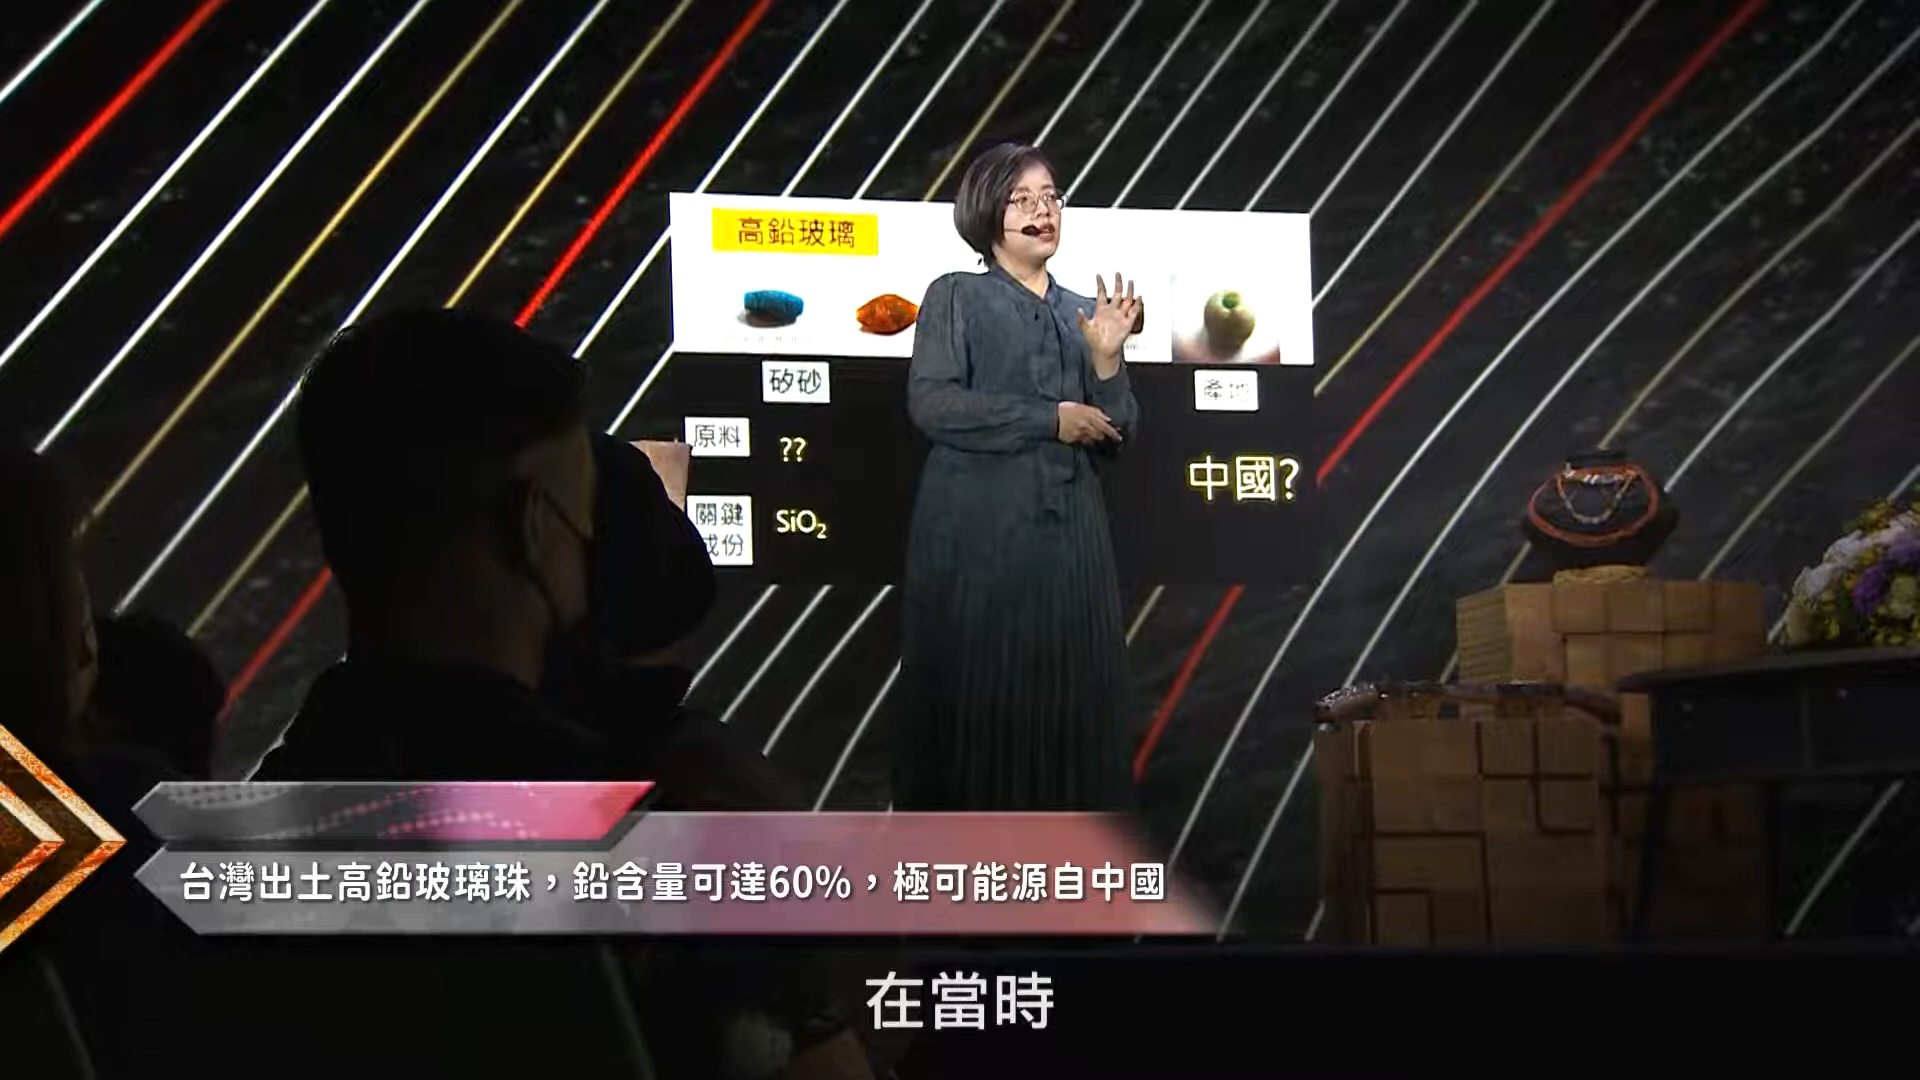 高鉛玻璃
矽砂
產地
原料
??
中國?
關鍵
成份
SiO₂
台灣出土高鉛玻璃珠，鉛含量可達60%，極可能源自中國
在當時